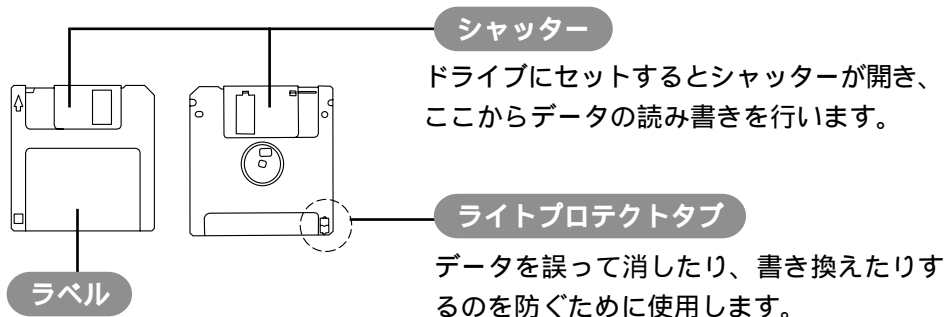 シャッター
ドライブにセットするとシャッターが開き、
ここからデータの読み書きを行います。
ライトプロテクトタブ
データを誤って消したり、書き換えたりす
るのを防ぐために使用します。
ラベル